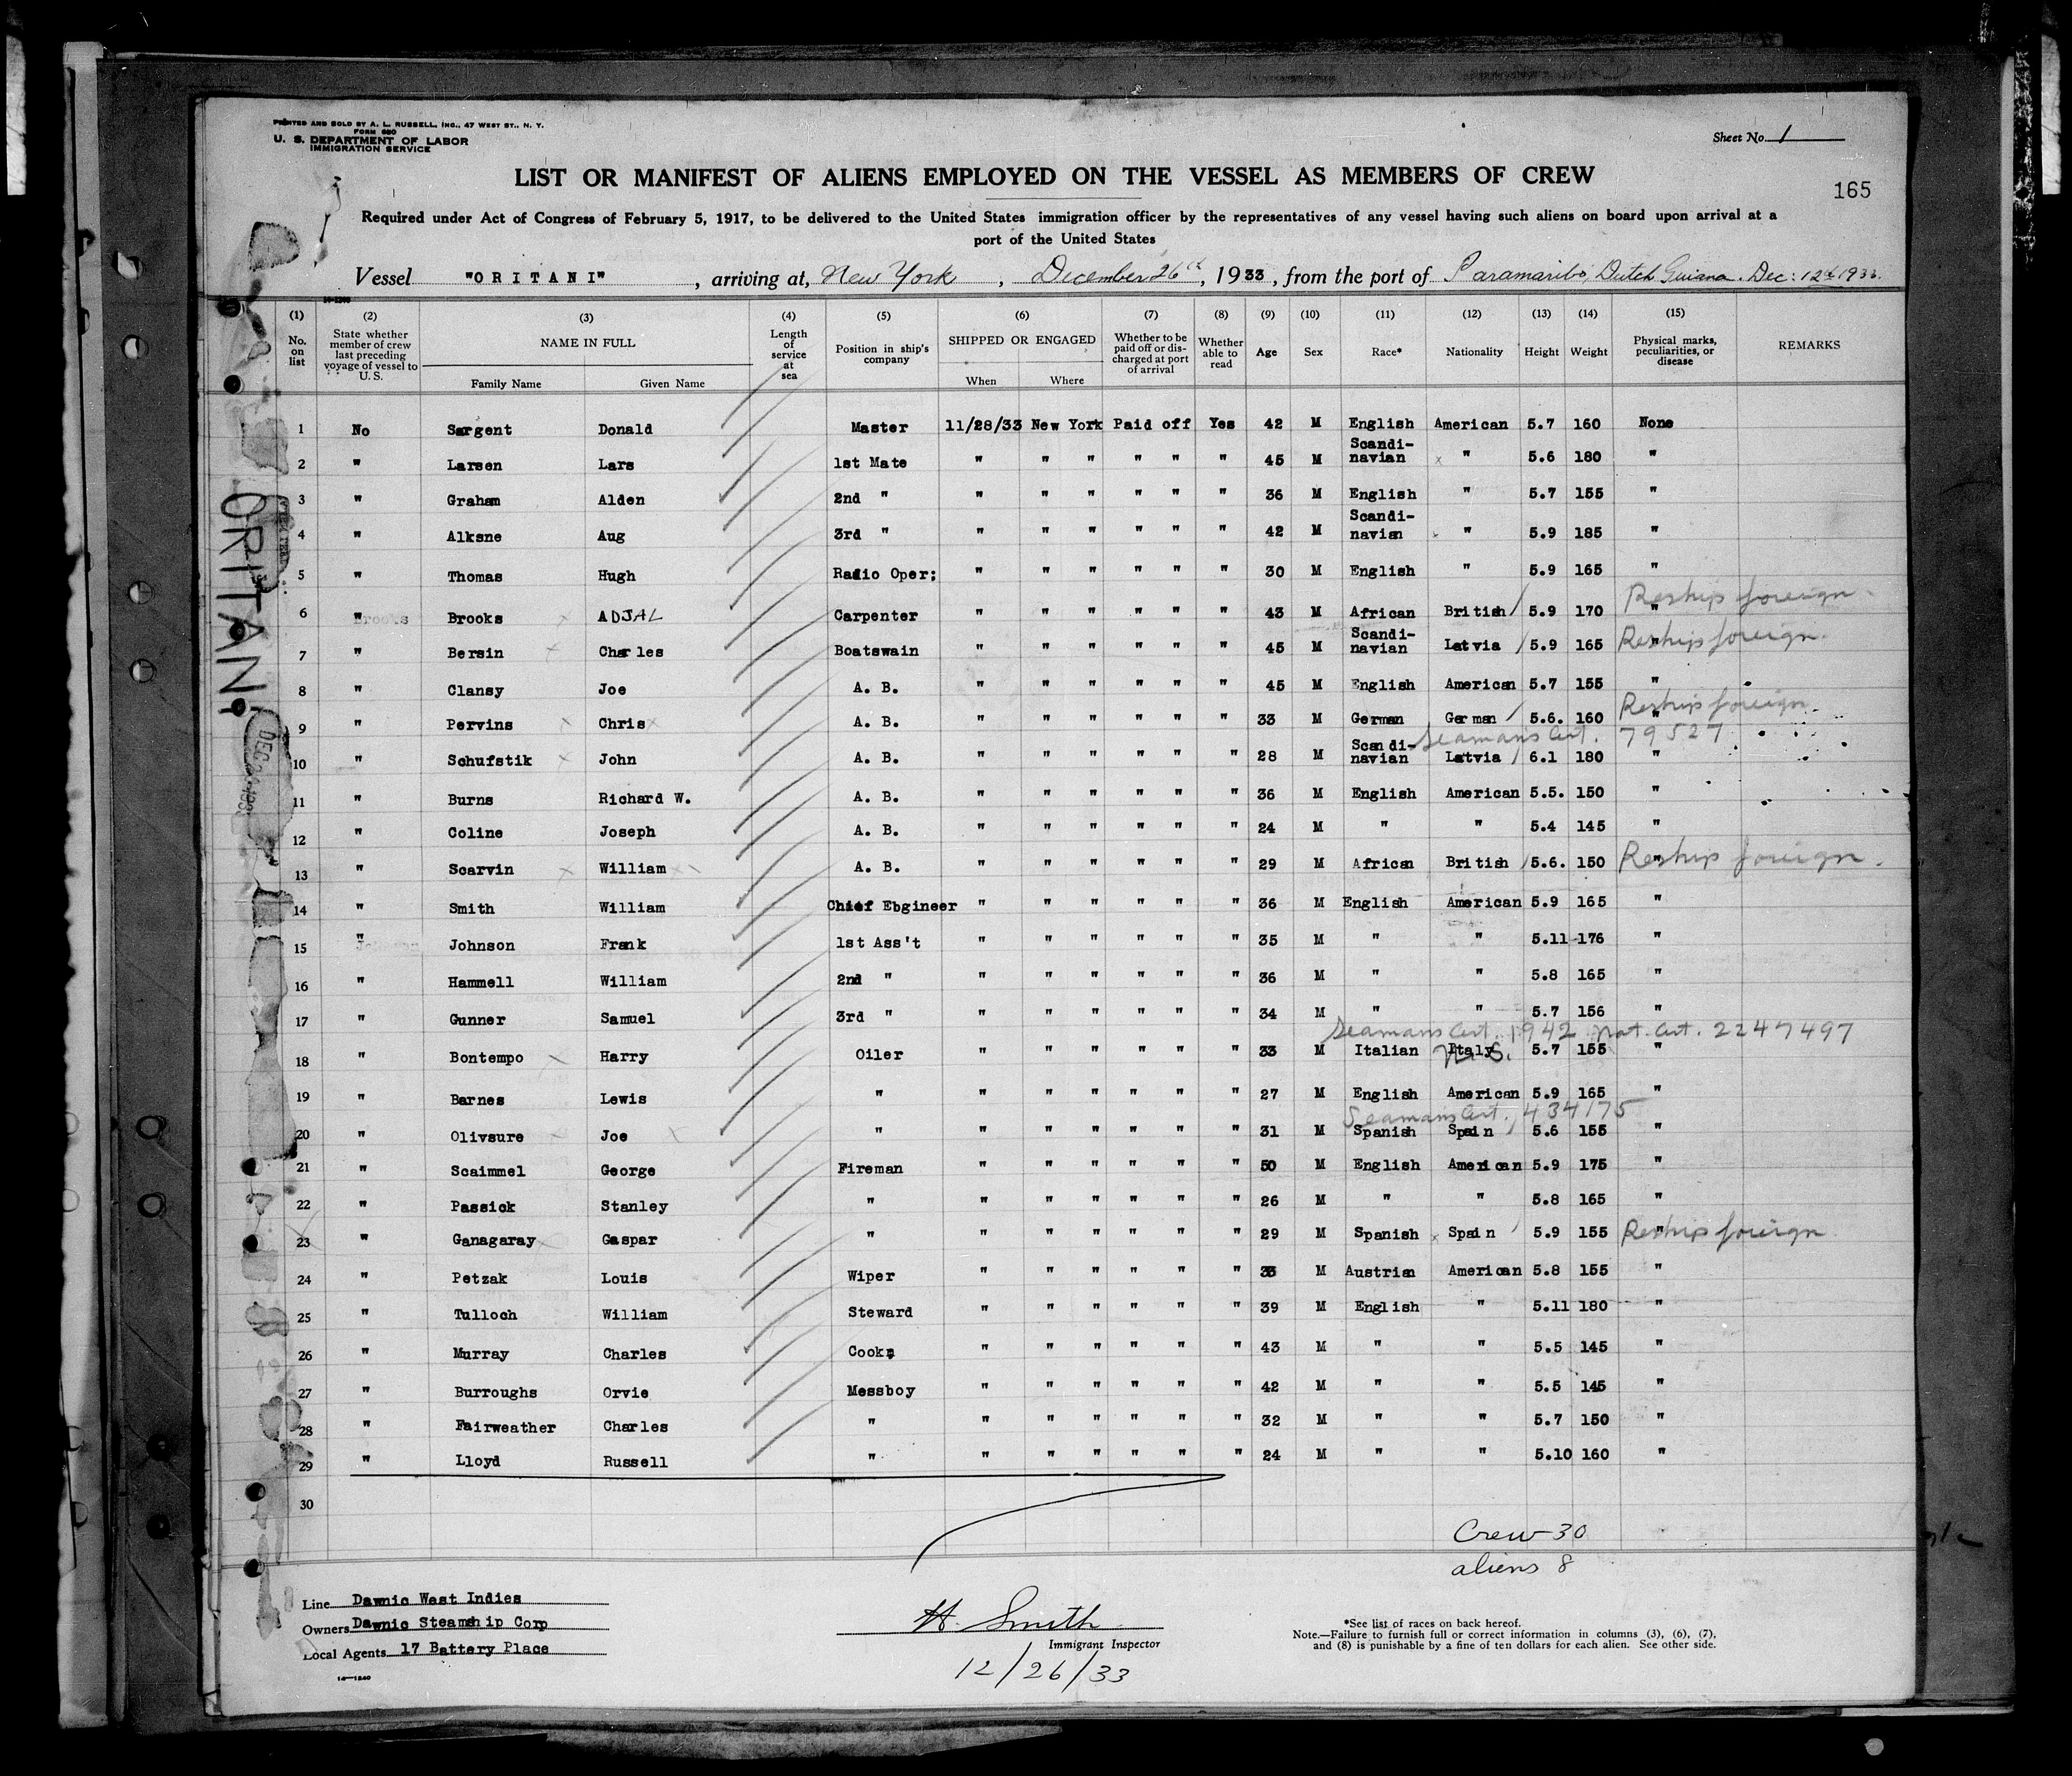 PRINTED AND SOLD BY A. L. RUSSELL, INC., 47 WEST ST., N. Y.
FORM 680
U. S. DEPARTMENT OF LABOR
IMMIGRATION SERVICE
Sheet No. 1
LIST OR MANIFEST OF ALIENS EMPLOYED ON THE VESSEL AS MEMBERS OF CREW
165
Required under Act of Congress of February 5, 1917, to be delivered to the United States immigration officer by the representatives of any vessel having such aliens on board upon arrival at a
port of the United States
Vessel "ORITANI", arriving at, New York, December 26th, 1933, from the port of Paramaribo, Dutch Guiana. Dec: 12th 1933.
14-1240
(1) No. on list (2) State whether member of crew last preceding voyage of vessel to U. S. (3) NAME IN FULL Family Name Given Name (4) Length of service at sea (5) Position in ship's company (6) SHIPPED OR ENGAGED When Where (7) Whether to be paid off or discharged at port of arrival (8) Whether able to read (9) Age (10) Sex (11) Race* (12) Nationality (13) Height (14) Weight (15) Physical marks, peculiarities, or disease REMARKS
1 No Sargent Donald Master 11/28/33 New York Paid off Yes 42 M English American 5.7 160 None
2 " Larsen Lars 1st Mate " " " " " " 45 M Scandi-navian " 5.6 180 "
3 " Graham Alden 2nd " " " " " " " 36 M English " 5.7 155 "
4 " Alksne Aug 3rd " " " " " " " 42 M Scandi-navian " 5.9 185 "
5 " Thomas Hugh Radio Oper; " " " " " " 30 M English " 5.9 165 "
6 " Brooks ADJAL Carpenter " " " " " " 43 M African British 5.9 170 " Reship foreign.
7 " Bersin Charles Boatswain " " " " " " 45 M Scandi-navian Latvia 5.9 165 " Reship foreign.
8 " Clansy Joe A. B. " " " " " " 45 M English American 5.7 155 "
9 " Pervins Chris A. B. " " " " " " 33 M German German 5.6. 160 " Reship foreign
Seamans Cert. 79527
10 " Schufstik John A. B. " " " " " " 28 M Scandi-navian Latvia 6.1 180 "
11 " Burns Richard W. A. B. " " " " " " 36 M English American 5.5. 150 "
12 " Coline Joseph A. B. " " " " " " 24 M " " 5.4 145 "
13 " Scarvin William A. B. " " " " " " 29 M African British 5.6. 150 " Reship foreign.
14 " Smith William Chief Ebgineer " " " " " " 36 M English American 5.9 165 "
15 " Johnson Frank 1st Ass't " " " " " " 35 M " " 5.11 176 "
16 " Hammell William 2nd " " " " " " " 36 M " " 5.8 165 "
17 " Gunner Samuel 3rd " " " " " " " 34 M " " 5.7 156 "
Seamans Cert. 1942 Nat. Cert. 2247497
18 " Bontempo Harry Oiler " " " " " " 33 M Italian Italy U.S. 5.7 155 "
19 " Barnes Lewis " " " " " " " 27 M English American 5.9 165 "
Seamans Cert. 434175
20 " Olivsure Joe " " " " " " " 31 M Spanish Spain 5.6 155 "
21 " Scaimmel George Fireman " " " " " " 50 M English American 5.9 175 "
22 " Passick Stanley " " " " " " " 26 M " " 5.8 165 "
23 " Ganagaray Gaspar " " " " " " " 29 M Spanish Spain 5.9 155 " Reship foreign
24 " Petzak Louis Wiper " " " " " " 35 M Austrian American 5.8 155 "
25 " Tulloch William Steward " " " " " " 39 M English " 5.11 180 "
26 " Murray Charles Cook " " " " " " 43 M " " 5.5 145 "
27 " Burroughs Orvie Messboy " " " " " " 42 M " " 5.5 145 "
28 " Fairweather Charles " " " " " " " 32 M " " 5.7 150 "
29 " Lloyd Russell " " " " " " " 24 M " " 5.10 160 "
30
Crew 30
aliens 8
Line Dawnic West Indies
Owners Dawnic Steamship Corp
Local Agents 17 Battery Place
14-1240
H. Smith
Immigrant Inspector
12/26/33
*See list of races on back hereof.
Note.—Failure to furnish full or correct information in columns (3), (6), (7),
and (8) is punishable by a fine of ten dollars for each alien. See other side.
ORITANI